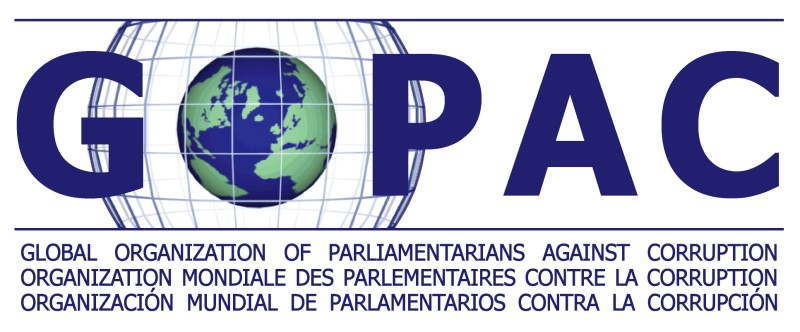 GOPAC
GLOBAL ORGANIZATION OF PARLIAMENTARIANS AGAINST CORRUPTION
ORGANIZATION MONDIALE DES PARLEMENTAIRES CONTRE LA CORRUPTION
ORGANIZACIÓN MUNDIAL DE PARLAMENTARIOS CONTRA LA CORRUPCIÓN